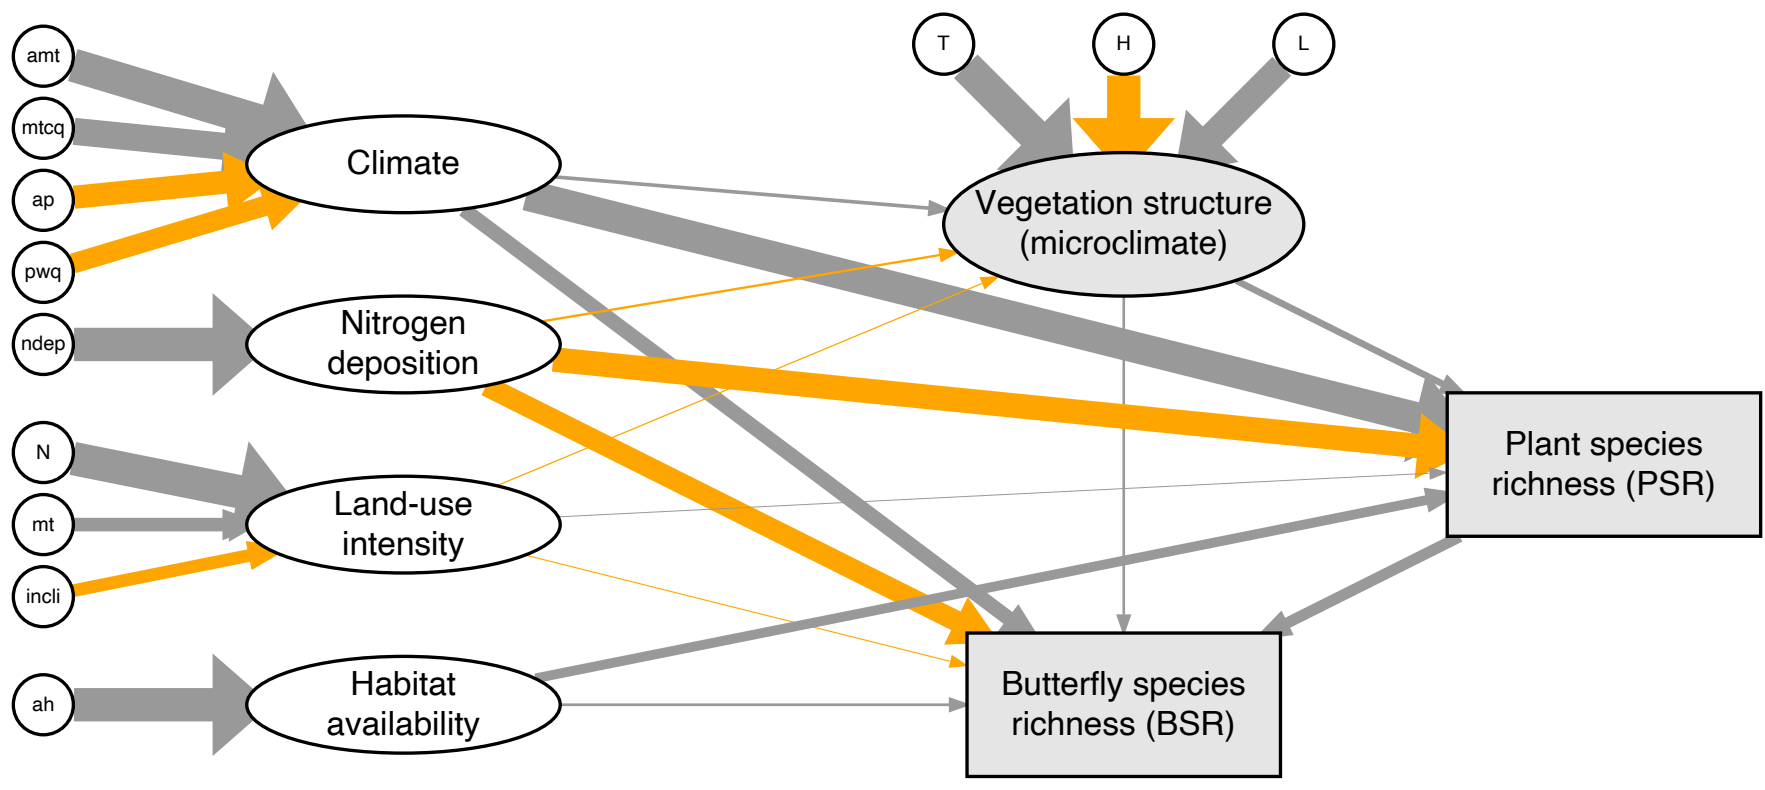 amt
mtcq
ap
pwq
ndep
N
mt
incli
ah
Climate
Nitrogen
deposition
Land-use
intensity
Habitat
availability
T
H
L
Vegetation structure
(microclimate)
Plant species
richness (PSR)
Butterfly species
richness (BSR)